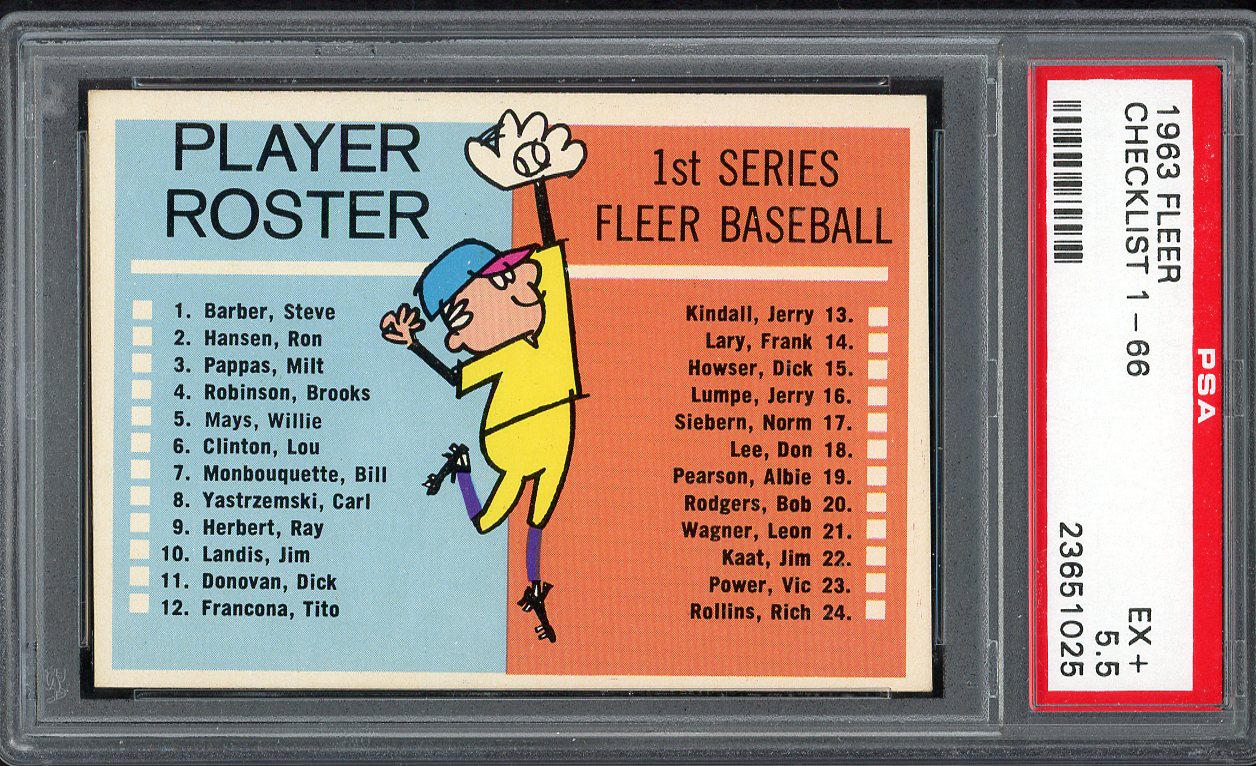 PLAYER
ROSTER
1st SERIES
FLEER BASEBALL
1. Barber, Steve
2. Hansen, Ron
3. Pappas, Milt
4. Robinson, Brooks
5. Mays, Willie
6. Clinton, Lou
7. Monbouquette, Bill
8. Yastrzemski, Carl
9. Herbert, Ray
10. Landis, Jim
11. Donovan, Dick
12. Francona, Tito
Kindall, Jerry 13.
Lary, Frank 14.
Howser, Dick 15.
Lumpe, Jerry 16.
Siebern, Norm 17.
Lee, Don 18.
Pearson, Albie 19.
Rodgers, Bob 20.
Wagner, Leon 21.
Kaat, Jim 22.
Power, Vic 23.
Rollins, Rich 24.
PSA
1963 FLEER
CHECKLIST 1-66
EX+
5.5
23651025